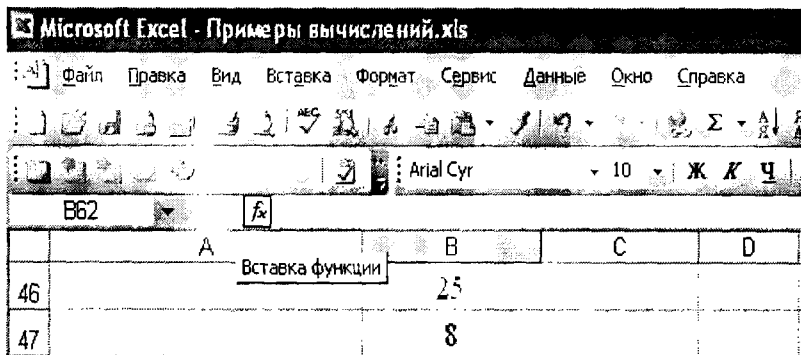 Microsoft Excel - Примеры вычислений.xls
Файл Правка Вид Вставка Формат Сервис Данные Окно Справка
ABC Σ А Я
Arial Cyr 10 Ж К Ч
B62 fx
A B C D
Вставка функции
46 25
47 8